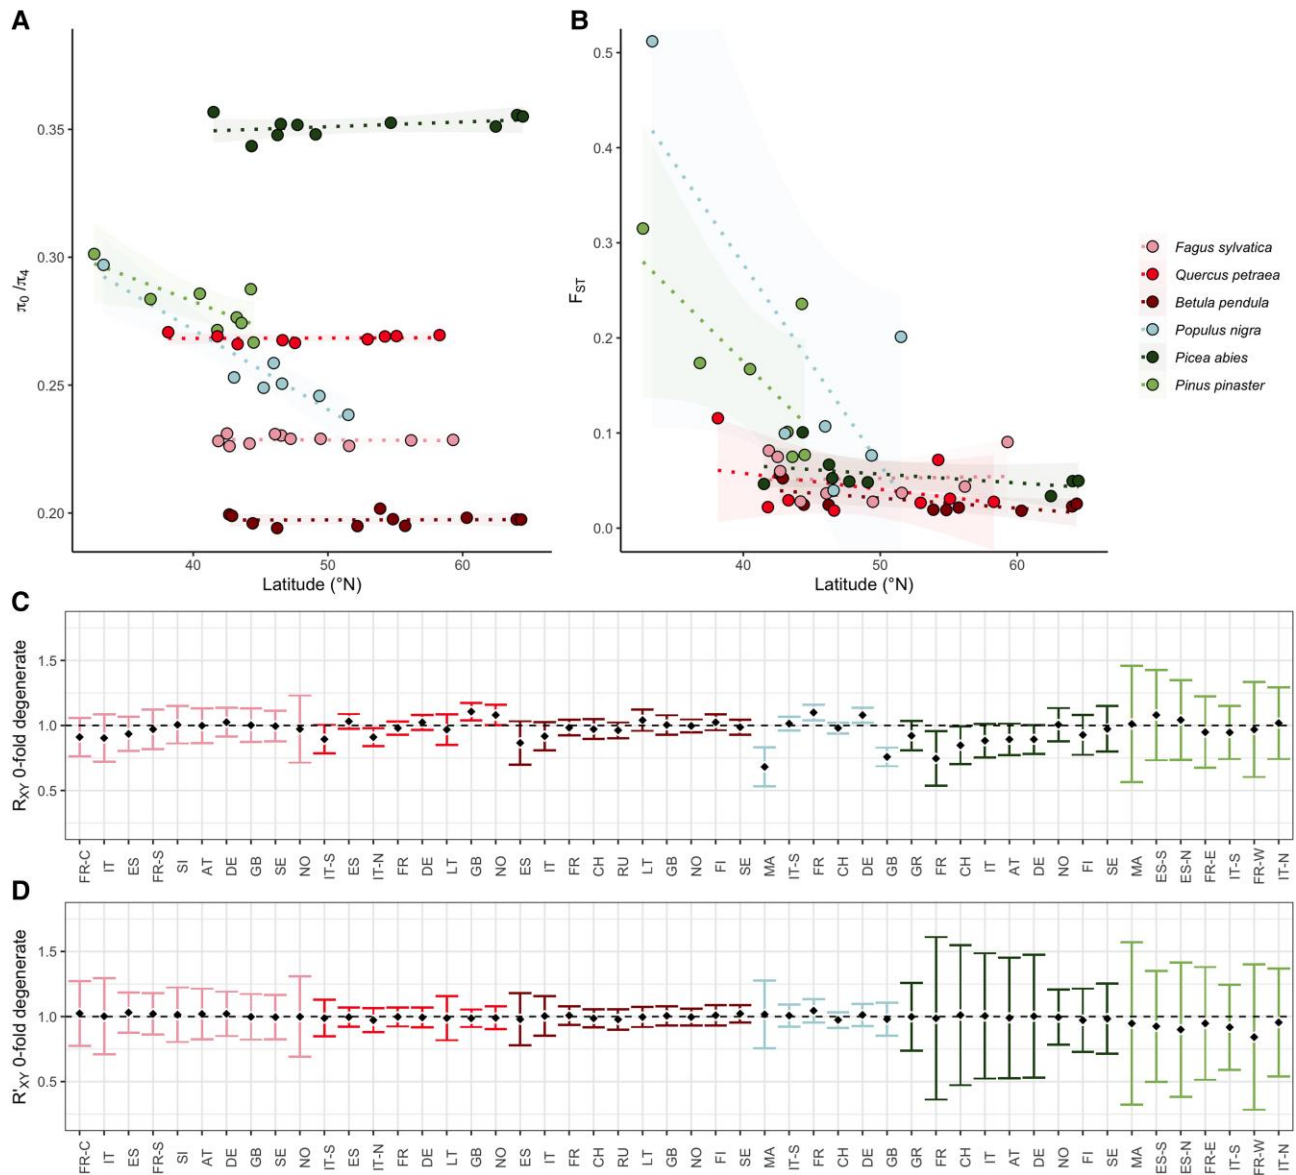 A
B
0.35
0.30
0.25
0.20
π0 /π4
40
50
60
Latitude (°N)
0.5
0.4
0.3
0.2
0.1
0.0
FST
40
50
60
Latitude (°N)
Fagus sylvatica
Quercus petraea
Betula pendula
Populus nigra
Picea abies
Pinus pinaster
C
RXY 0-fold degenerate
1.5
1.0
0.5
FR-C IT ES FR-S SI AT DE GB SE NO IT-S ES IT-N FR DE LT GB NO ES IT FR CH RU LT GB NO FI SE MA IT-S FR CH DE GB GR FR CH IT AT DE NO FI SE MA ES-S ES-N FR-E IT-S FR-W IT-N
D
R'XY 0-fold degenerate
1.5
1.0
0.5
FR-C IT ES FR-S SI AT DE GB SE NO IT-S ES IT-N FR DE LT GB NO ES IT FR CH RU LT GB NO FI SE MA IT-S FR CH DE GB GR FR CH IT AT DE NO FI SE MA ES-S ES-N FR-E IT-S FR-W IT-N